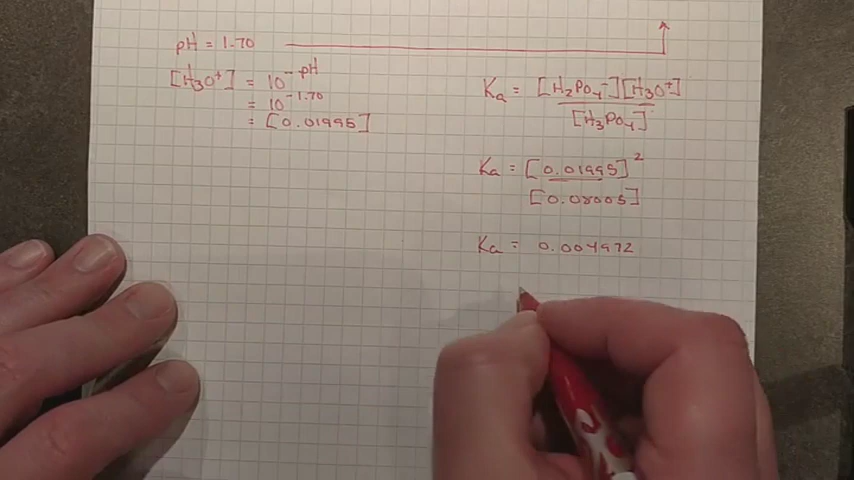 pH = 1.70
[H₃O⁺] = 10^-pH
= 10^-1.70
= [0.01995]
Ka = [H₂PO₄⁻][H₃O⁺]
[H₃PO₄]
Ka = [0.01995]²
[0.08005]
Ka = 0.004972